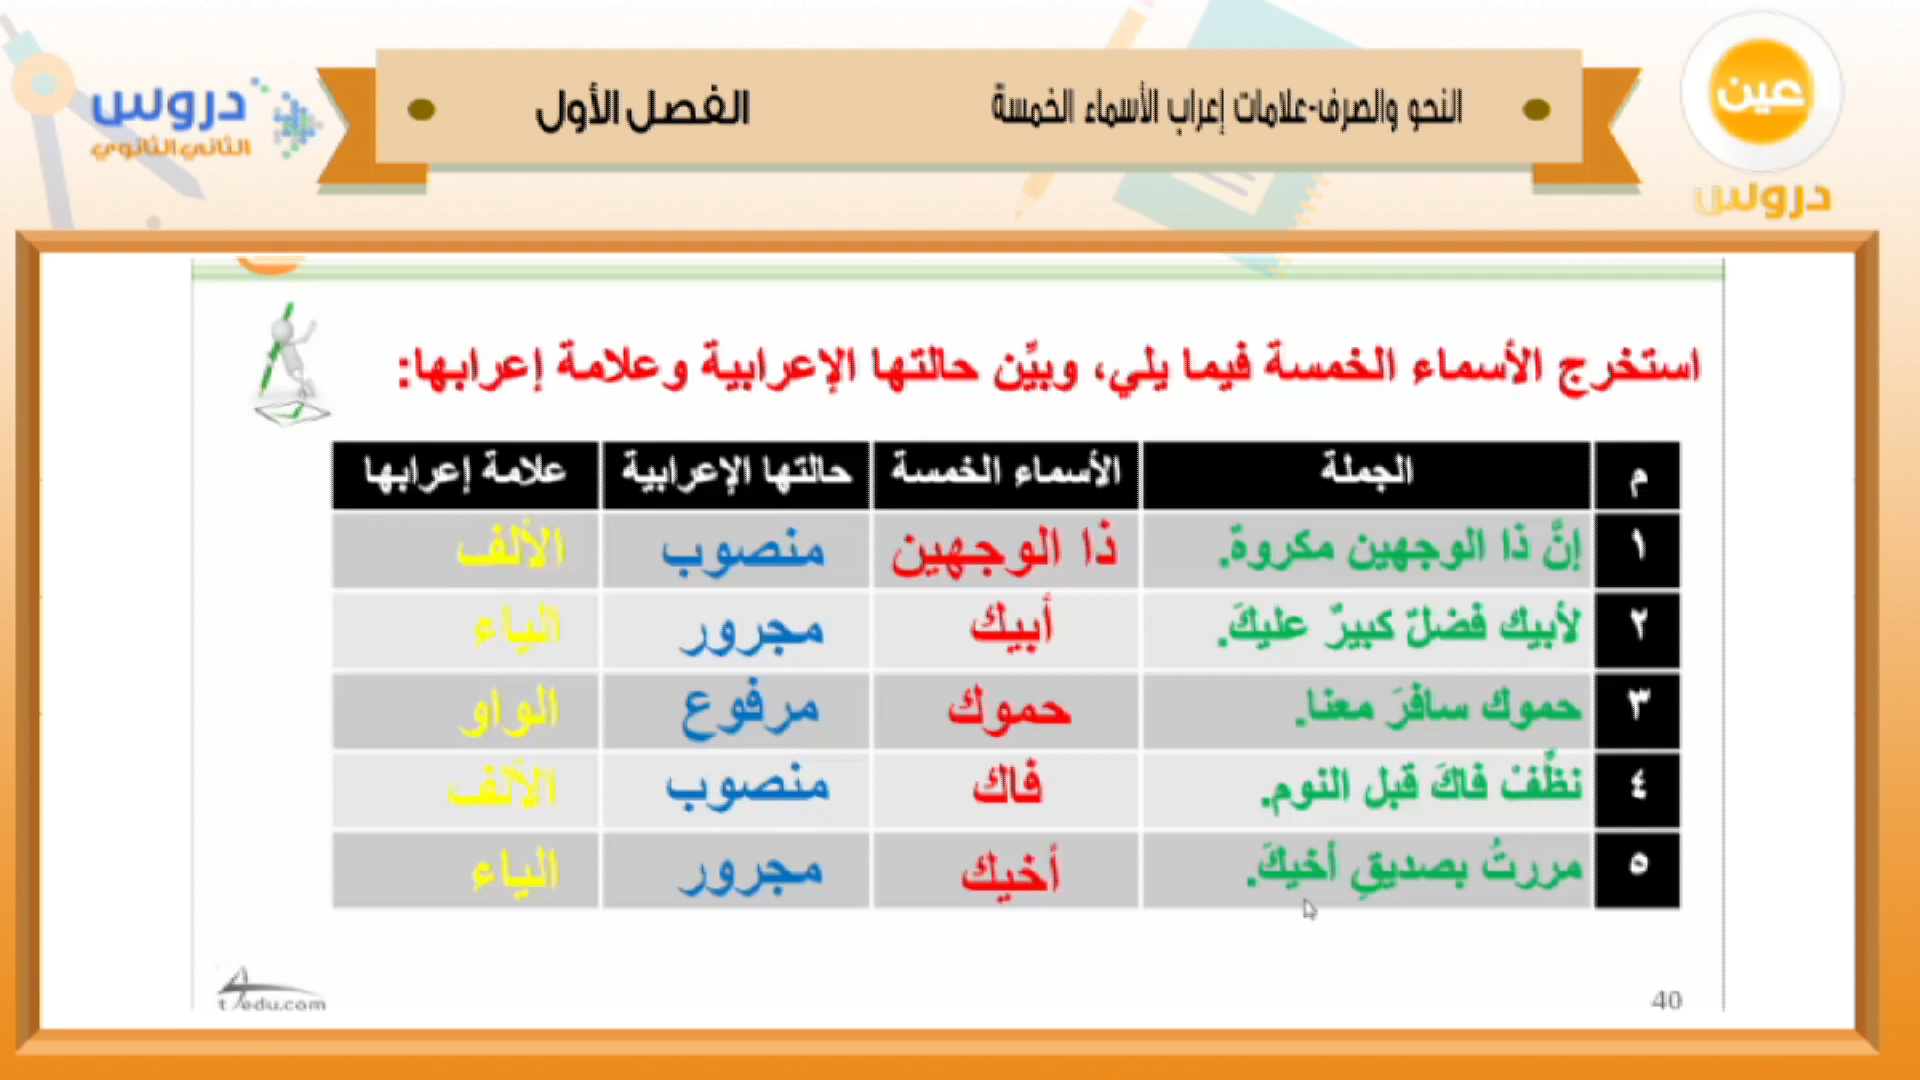 عين
دروس
النحو والصرف-علامات إعراب الأسماء الخمسة
الفصل الأول
دروس
الثاني الثانوي
استخرج الأسماء الخمسة فيما يلي، وبيِّن حالتها الإعرابية وعلامة إعرابها:
م الجملة الأسماء الخمسة حالتها الإعرابية علامة إعرابها
١ إنَّ ذا الوجهين مكروهٌ. ذا الوجهين منصوب الألف
٢ لأبيك فضلٌ كبيرٌ عليكَ. أبيك مجرور الياء
٣ حموك سافرَ معنا. حموك مرفوع الواو
٤ نظِّفْ فاكَ قبل النوم. فاك منصوب الألف
٥ مررتُ بصديقِ أخيكَ. أخيك مجرور الياء
t4edu.com
40